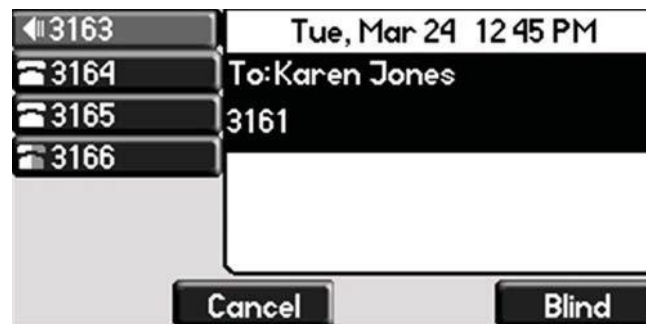 3163
Tue, Mar 24 12 45 PM
3164
To:Karen Jones
3165
3161
3166
Cancel
Blind